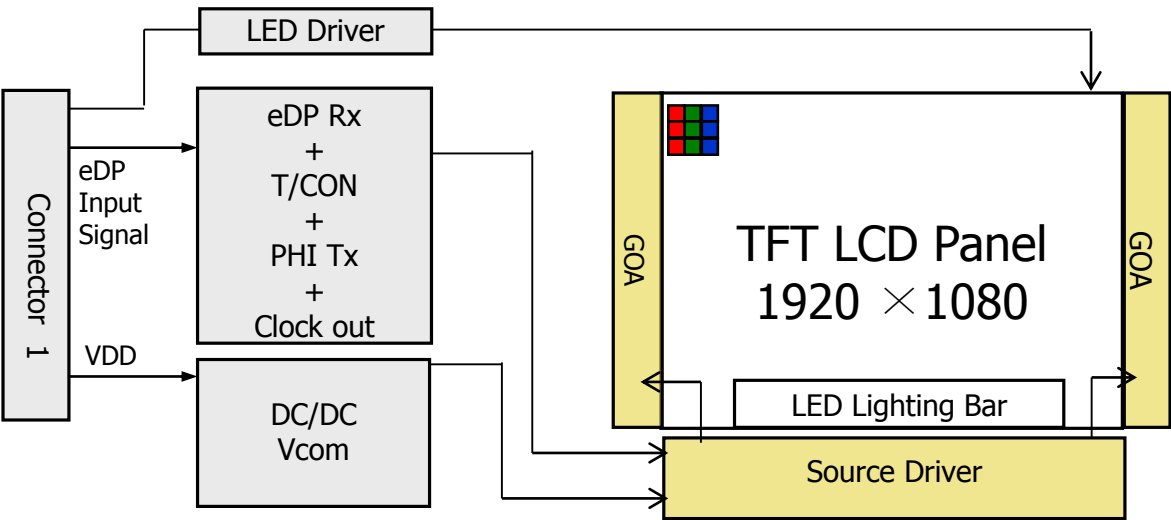 LED Driver
eDP Rx
+
T/CON
+
PHI Tx
+
Clock out
eDP
Input
Signal
Connector 1
VDD
DC/DC
Vcom
GOA
TFT LCD Panel
1920 ×1080
GOA
LED Lighting Bar
Source Driver